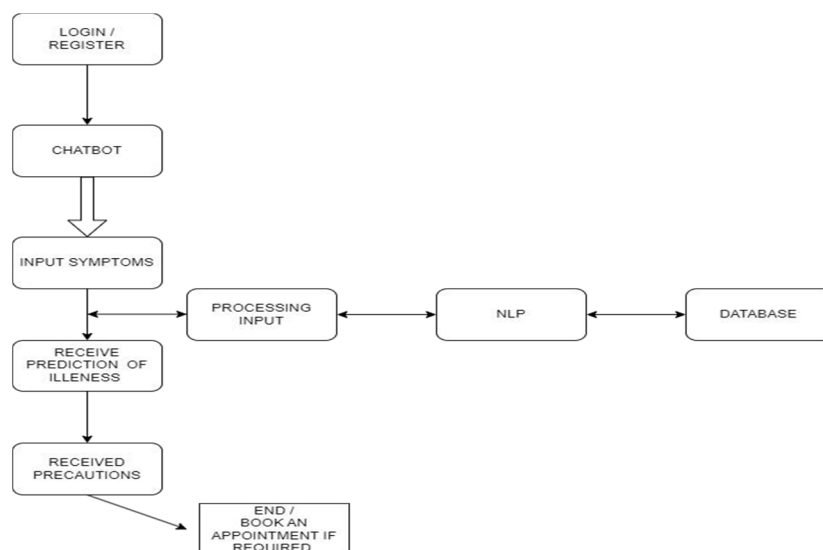 LOGIN /
REGISTER
CHATBOT
INPUT SYMPTOMS
PROCESSING
INPUT
NLP
DATABASE
RECEIVE
PREDICTION OF
ILLENESS
RECEIVED
PRECAUTIONS
END /
BOOK AN
APPOINTMENT IF
REQUIRED